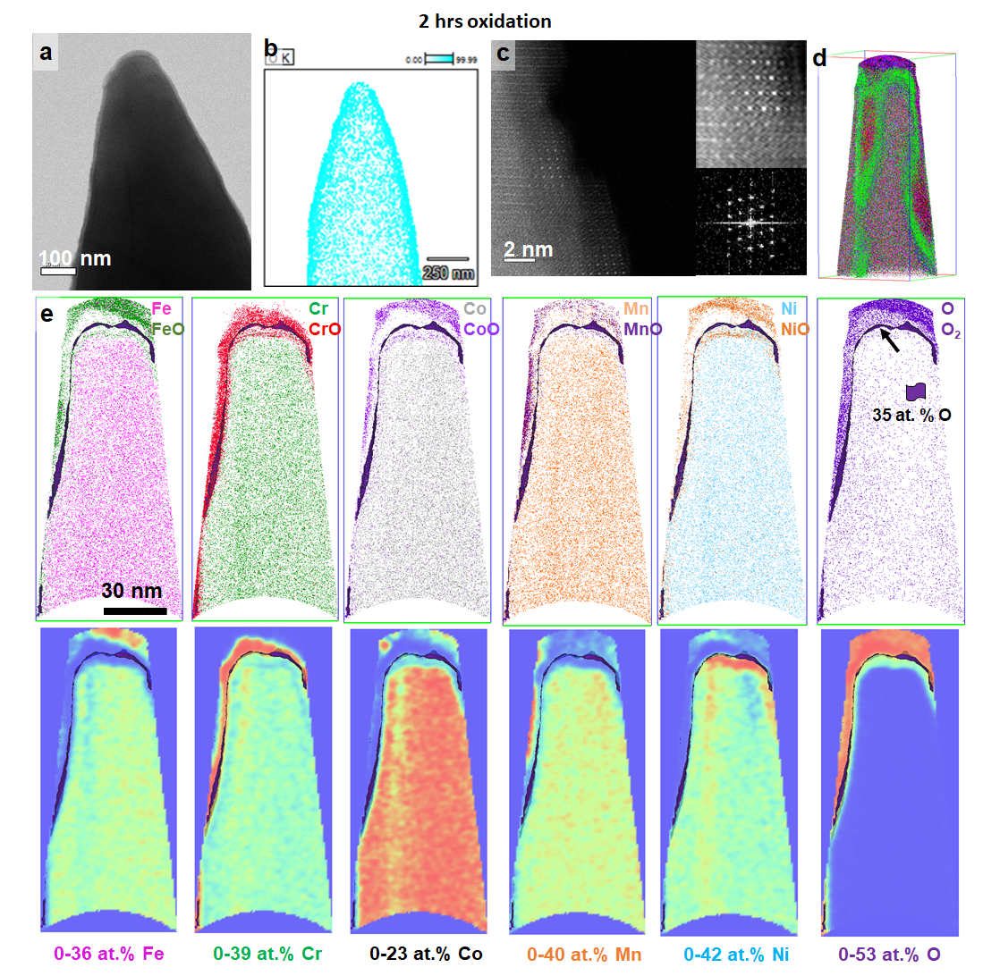 2 hrs oxidation
a
100 nm
b
K
0.00 99.99
250 nm
c
2 nm
d
e
Fe
FeO
30 nm
Cr
CrO
Co
CoO
Mn
MnO
Ni
NiO
O
O₂
35 at. % O
0-36 at.% Fe
0-39 at.% Cr
0-23 at.% Co
0-40 at.% Mn
0-42 at.% Ni
0-53 at.% O